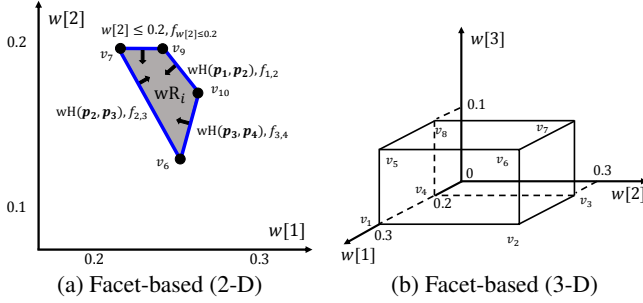 w[2]
0.2
w[2] ≤ 0.2, f_{w[2]≤0.2}
v_7
v_9
wH(p_1, p_2), f_{1,2}
wR_i
v_{10}
wH(p_2, p_3), f_{2,3}
wH(p_3, p_4), f_{3,4}
v_6
0.1
w[1]
0.2
0.3
(a) Facet-based (2-D)
w[3]
0.1
v_8
v_7
v_5
v_6
0
0.3
v_4
w[2]
0.2
v_3
v_1
0.3
v_2
w[1]
(b) Facet-based (3-D)